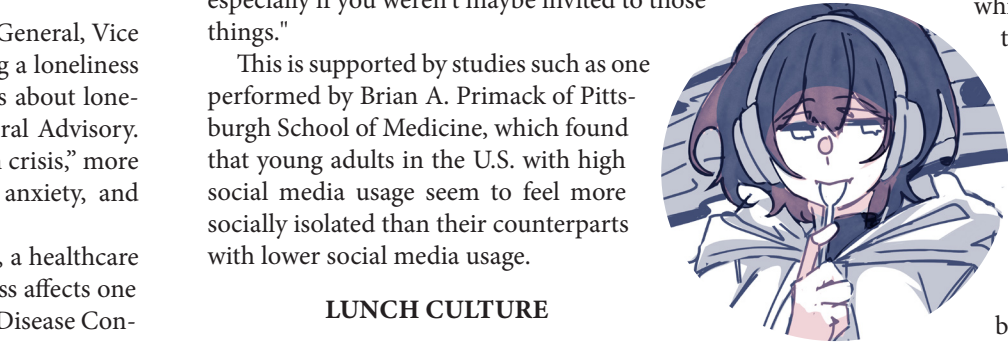 General, Vice
g a loneliness
s about lone-
ral Advisory.
crisis,” more
anxiety, and
, a healthcare
ss affects one
Disease Con-
especially if you weren't maybe invited to those
things."
This is supported by studies such as one
performed by Brian A. Primack of Pitts-
burgh School of Medicine, which found
that young adults in the U.S. with high
social media usage seem to feel more
socially isolated than their counterparts
with lower social media usage.
LUNCH CULTURE
whi
t
b